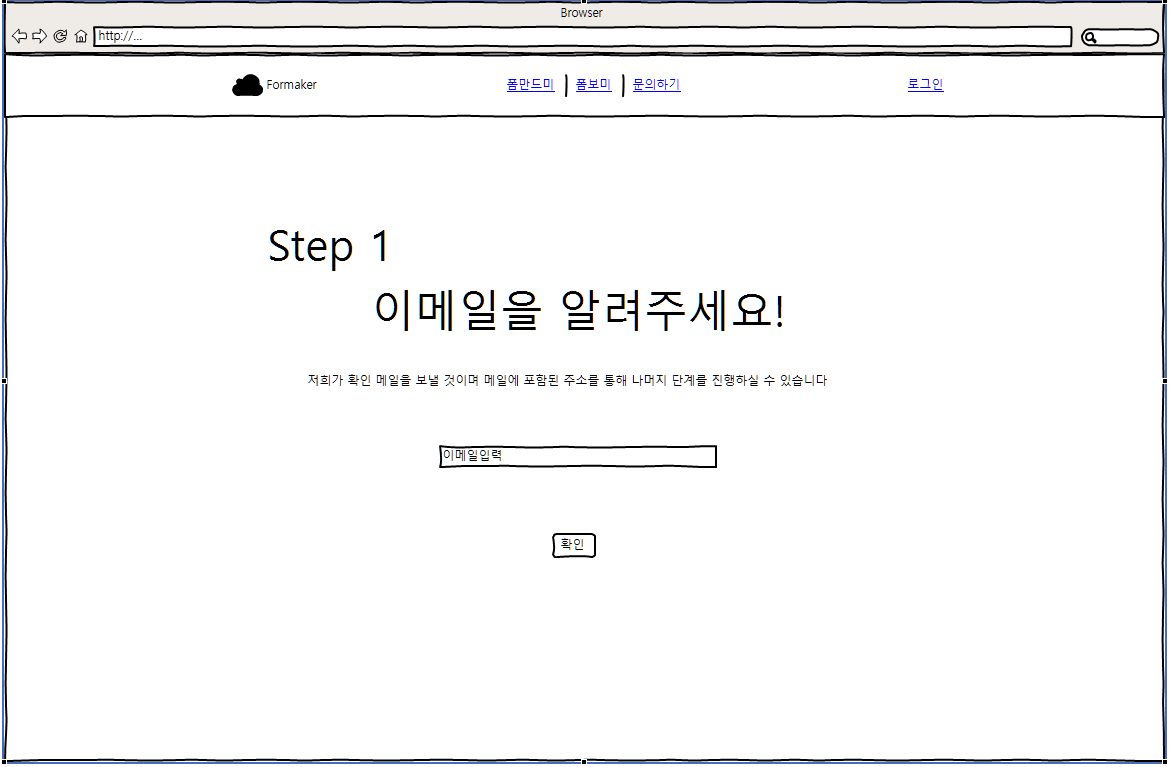 Browser
http://...
Formaker 폼만드미 폼보미 문의하기 로그인
Step 1
이메일을 알려주세요!
저희가 확인 메일을 보낼 것이며 메일에 포함된 주소를 통해 나머지 단계를 진행하실 수 있습니다
이메일입력
확인